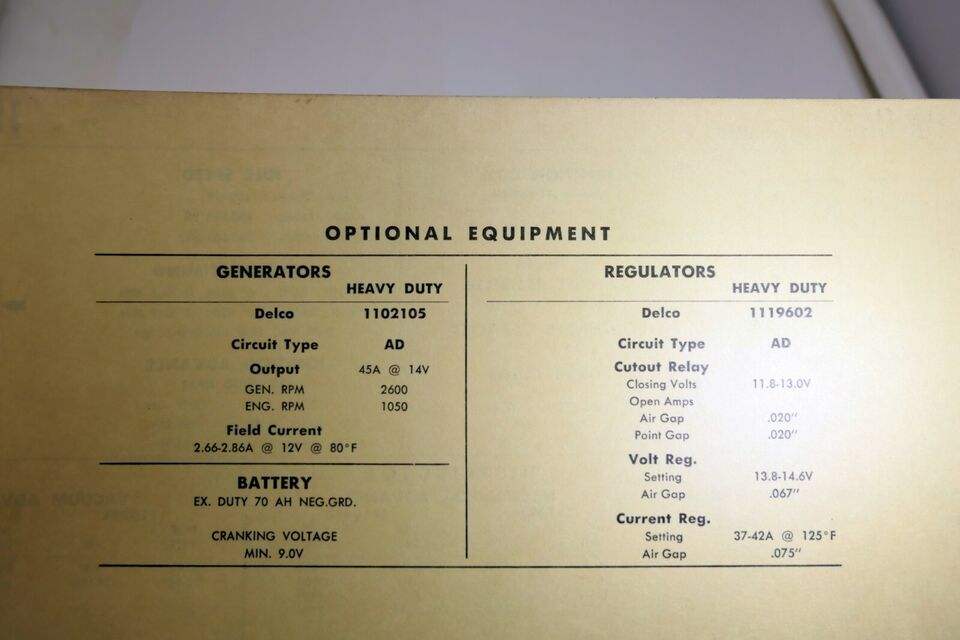 OPTIONAL EQUIPMENT
GENERATORS
HEAVY DUTY
Delco 1102105
Circuit Type AD
Output 45A @ 14V
GEN. RPM 2600
ENG. RPM 1050
Field Current
2.66-2.86A @ 12V @ 80°F
BATTERY
EX. DUTY 70 AH NEG.GRD.
CRANKING VOLTAGE
MIN. 9.0V
REGULATORS
HEAVY DUTY
Delco 1119602
Circuit Type AD
Cutout Relay
Closing Volts 11.8-13.0V
Open Amps
Air Gap .020"
Point Gap .020"
Volt Reg.
Setting 13.8-14.6V
Air Gap .067"
Current Reg.
Setting 37-42A @ 125°F
Air Gap .075"